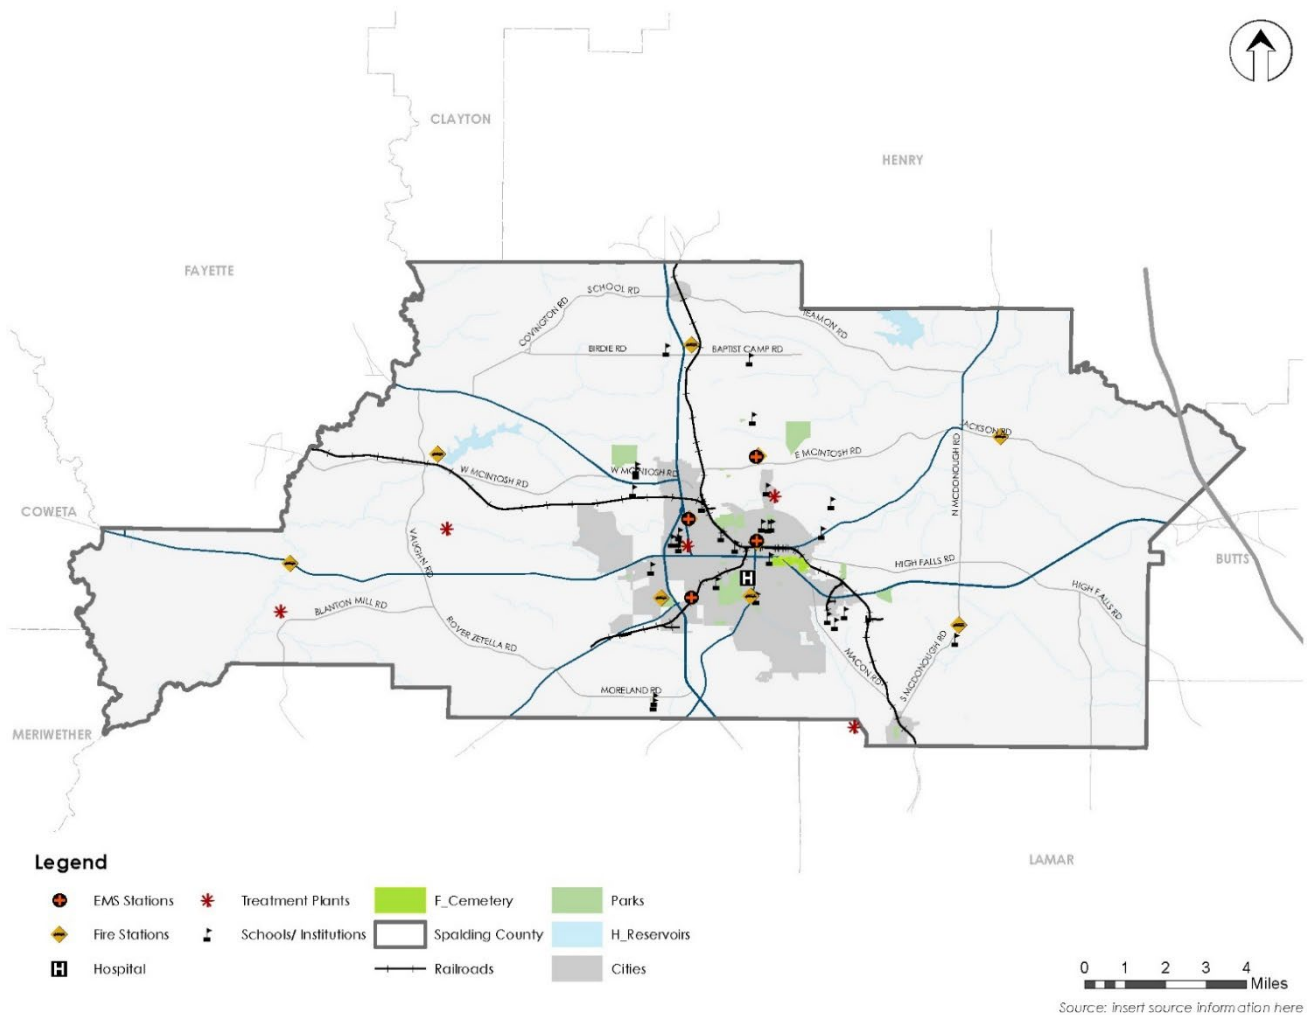 CLAYTON
HENRY
FAYETTE
SCHOOL RD
COVINGTON RD
TEAMON RD
BIRDIE RD
BAPTIST CAMP RD
JACKSON RD
E MCINTOSH RD
W MCINTOSH RD
W MCINTOSH RD
N MCDONOUGH RD
COWETA
VAUGHN RD
BUTTS
HIGH FALLS RD
HIGH FALLS RD
H
BLANTON MILL RD
ROVER ZETELLA RD
MACON RD
S MCDONOUGH RD
MORELAND RD
MERIWETHER
LAMAR
Legend
EMS Stations
Treatment Plants
F_Cemetery
Parks
Fire Stations
Schools/ Institutions
Spalding County
H_Reservoirs
H
Hospital
Railroads
Cities
0 1 2 3 4
Miles
Source: insert source information here